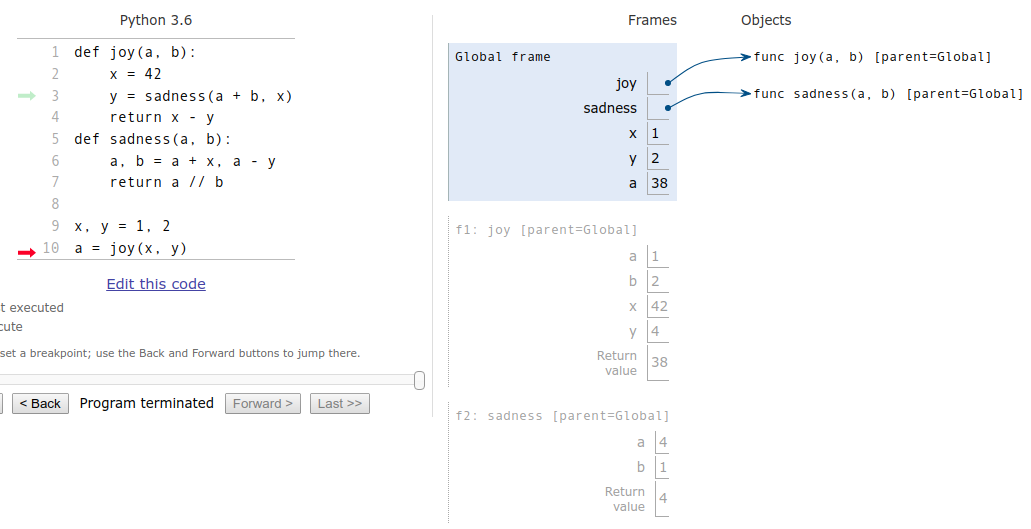 Python 3.6
1 def joy(a, b):
2 x = 42
3 y = sadness(a + b, x)
4 return x - y
5 def sadness(a, b):
6 a, b = a + x, a - y
7 return a // b
8
9 x, y = 1, 2
10 a = joy(x, y)
Edit this code
t executed
cute
set a breakpoint; use the Back and Forward buttons to jump there.
< Back Program terminated Forward > Last >>
Frames Objects
Global frame
joy
sadness
x 1
y 2
a 38
func joy(a, b) [parent=Global]
func sadness(a, b) [parent=Global]
f1: joy [parent=Global]
a 1
b 2
x 42
y 4
Return
value 38
f2: sadness [parent=Global]
a 4
b 1
Return
value 4